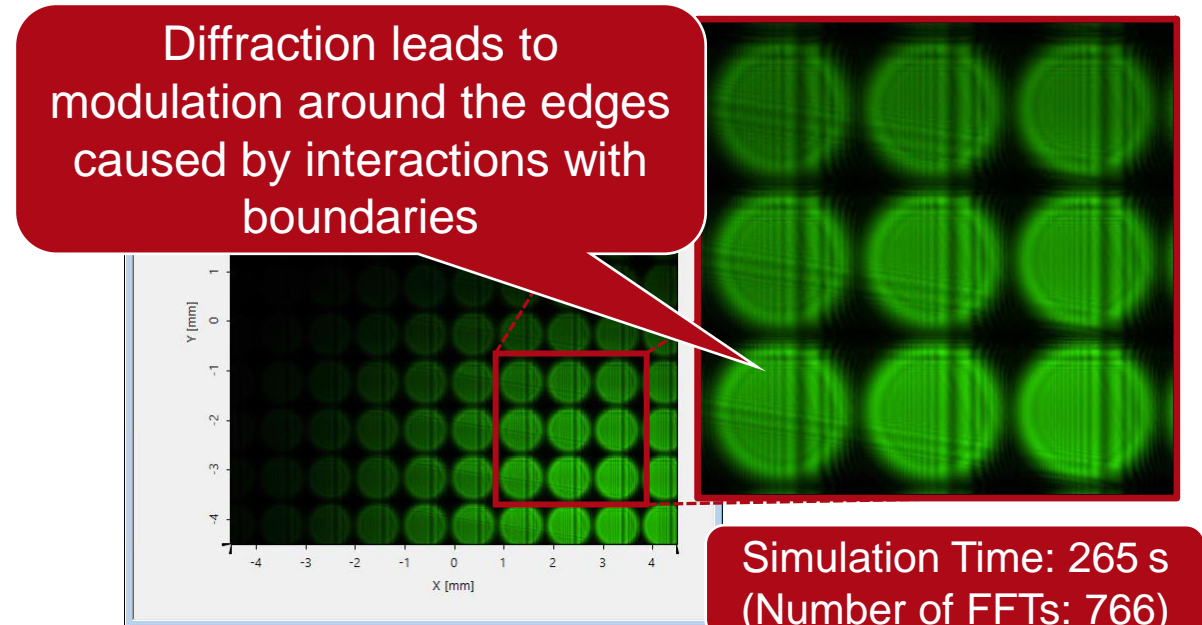 Diffraction leads to
modulation around the edges
caused by interactions with
boundaries
Y [mm]
1
0
-1
-2
-3
-4
-4 -3 -2 -1 0 1 2 3 4
X [mm]
Simulation Time: 265 s
(Number of FFTs: 766)